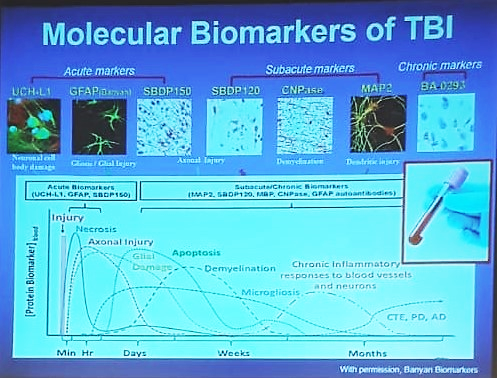 Molecular Biomarkers of TBI
Acute markers
Subacute markers
Chronic markers
UCH-L1 GFAP(Banyan) SBDP150 SBDP120 CNPase MAP2 BA-0293
Neuronal cell
body damage
Gliosis / Glial Injury
Axonal Injury
Demyelination
Dendritic injury
Acute Biomarkers
(UCH-L1, GFAP, SBDP150)
Subacute/Chronic Biomarkers
(MAP2, SBDP120, MBP, CNPase, GFAP autoantibodies)
Injury
Necrosis
Axonal Injury
Glial
Damage
Apoptosis
Demyelination
Chronic Inflammatory
responses to blood vessels
and neurons
Microgliosis
CTE, PD, AD
[Protein Biomarker] blood
Min Hr Days Weeks Months
With permission, Banyan Biomarkers